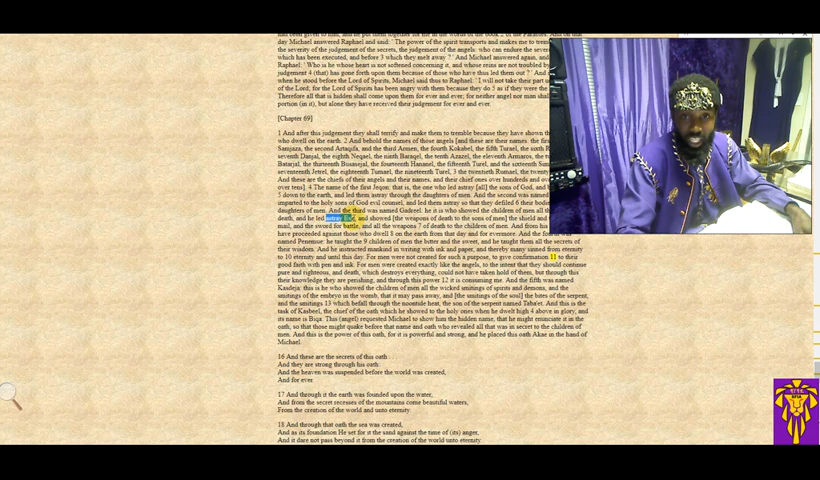 day Michael answered Raphael and said: ' The power of the spirit transports and makes me to
the severity of the judgement of the secrets, the judgement of the angels: who can endure the
which has been executed, and before 3 which they melt away ? ' And Michael answered again, and
Raphael: ' Who is he whose heart is not softened concerning it, and whose reins are not troubled by
judgement 4 (that) has gone forth upon them because of those who have thus led them out ? ' And
when he stood before the Lord of Spirits, Michael said thus to Raphael: ' I will not take their part
of the Lord; for the Lord of Spirits has been angry with them because they do 5 as if they were the
Therefore all that is hidden shall come upon them for ever and ever; for neither angel nor man shall
portion (in it), but alone they have received their judgement for ever and ever.
[Chapter 69]
1 And after this judgement they shall terrify and make them to tremble because they have shown
who dwell on the earth. 2 And behold the names of those angels [and these are their names: the first
Samjaza, the second Artaqifa, and the third Armen, the fourth Kokabel, the fifth Turael, the sixth
seventh Danjal, the eighth Neqael, the ninth Baraqel, the tenth Azazel, the eleventh Armaros, the
Batarjal, the thirteenth Busasejal, the fourteenth Hananel, the fifteenth Turel, and the sixteenth
seventeenth Jetrel, the eighteenth Tumael, the nineteenth Turel, 3 the twentieth Rumael, the
And these are the chiefs of their angels and their names, and their chief ones over hundreds and
over tens]. 4 The name of the first Jeqon: that is, the one who led astray [all] the sons of God, and
5 down to the earth, and led them astray through the daughters of men. And the second was named
imparted to the holy sons of God evil counsel, and led them astray so that they defiled 6 their
daughters of men. And the third was named Gadreel: he it is who showed the children of men all
death, and he led astray Eve, and showed [the weapons of death to the sons of men] the shield and
mail, and the sword for battle, and all the weapons 7 of death to the children of men. And from his
have proceeded against those who dwell 8 on the earth from that day and for evermore. And the
named Penemue: he taught the 9 children of men the bitter and the sweet, and he taught them all the secrets of
their wisdom. And he instructed mankind in writing with ink and paper, and thereby many sinned from eternity
to 10 eternity and until this day. For men were not created for such a purpose, to give confirmation 11 to their
good faith with pen and ink. For men were created exactly like the angels, to the intent that they should continue
pure and righteous, and death, which destroys everything, could not have taken hold of them, but through this
their knowledge they are perishing, and through this power 12 it is consuming me. And the fifth was named
Kasdeja: this is he who showed the children of men all the wicked smitings of spirits and demons, and the
smitings of the embryo in the womb, that it may pass away, and [the smitings of the soul] the bites of the serpent,
and the smitings 13 which befall through the noontide heat, the son of the serpent named Taba'et. And this is the
task of Kasbeel, the chief of the oath which he showed to the holy ones when he dwelt high 4 above in glory, and
its name is Biqa. This (angel) requested Michael to show him the hidden name, that he might enunciate it in the
oath, so that those might quake before that name and oath who revealed all that was in secret to the children of
men. And this is the power of this oath, for it is powerful and strong, and he placed this oath Akae in the hand of
Michael.
16 And these are the secrets of this oath :
And they are strong through his oath:
And the heaven was suspended before the world was created,
And for ever.
17 And through it the earth was founded upon the water,
And from the secret recesses of the mountains come beautiful waters,
From the creation of the world and unto eternity.
18 And through that oath the sea was created,
And as its foundation He set for it the sand against the time of (its) anger,
And it dare not pass beyond it from the creation of the world unto eternity.